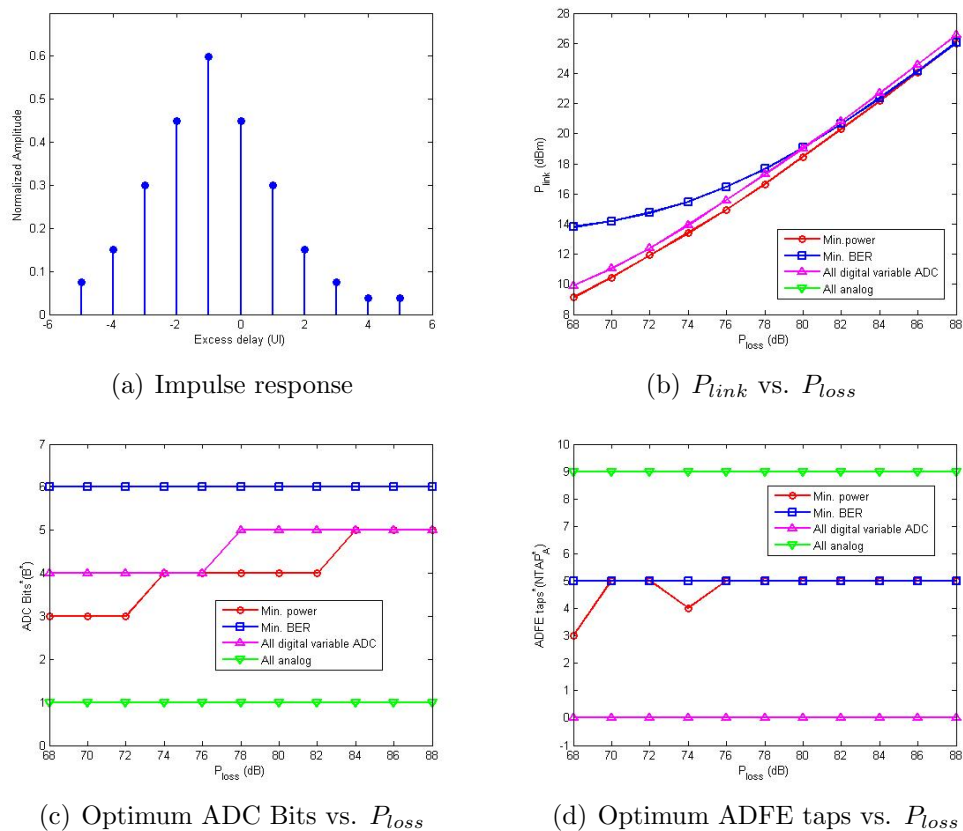 0.6
0.5
0.4
0.3
0.2
0.1
0
Normalized Amplitude
-6 -4 -2 0 2 4 6
Excess delay (UI)
(a) Impulse response
28
26
24
22
20
18
16
14
12
10
8
P_link (dBm)
Min.power
Min. BER
All digital variable ADC
All analog
68 70 72 74 76 78 80 82 84 86 88
P_loss (dB)
(b) P_link vs. P_loss
7
6
5
4
3
2
1
0
ADC Bits*(B*)
Min. power
Min. BER
All digital variable ADC
All analog
68 70 72 74 76 78 80 82 84 86 88
P_loss (dB)
(c) Optimum ADC Bits vs. P_loss
10
9
8
7
6
5
4
3
2
1
0
-1
ADFE taps*(NTAP*_A)
Min. power
Min. BER
All digital variable ADC
All analog
68 70 72 74 76 78 80 82 84 86 88
P_loss (dB)
(d) Optimum ADFE taps vs. P_loss